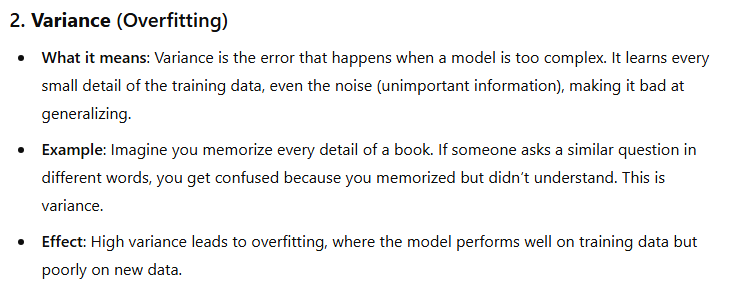 2. Variance (Overfitting)
• What it means: Variance is the error that happens when a model is too complex. It learns every
small detail of the training data, even the noise (unimportant information), making it bad at
generalizing.
• Example: Imagine you memorize every detail of a book. If someone asks a similar question in
different words, you get confused because you memorized but didn't understand. This is
variance.
• Effect: High variance leads to overfitting, where the model performs well on training data but
poorly on new data.